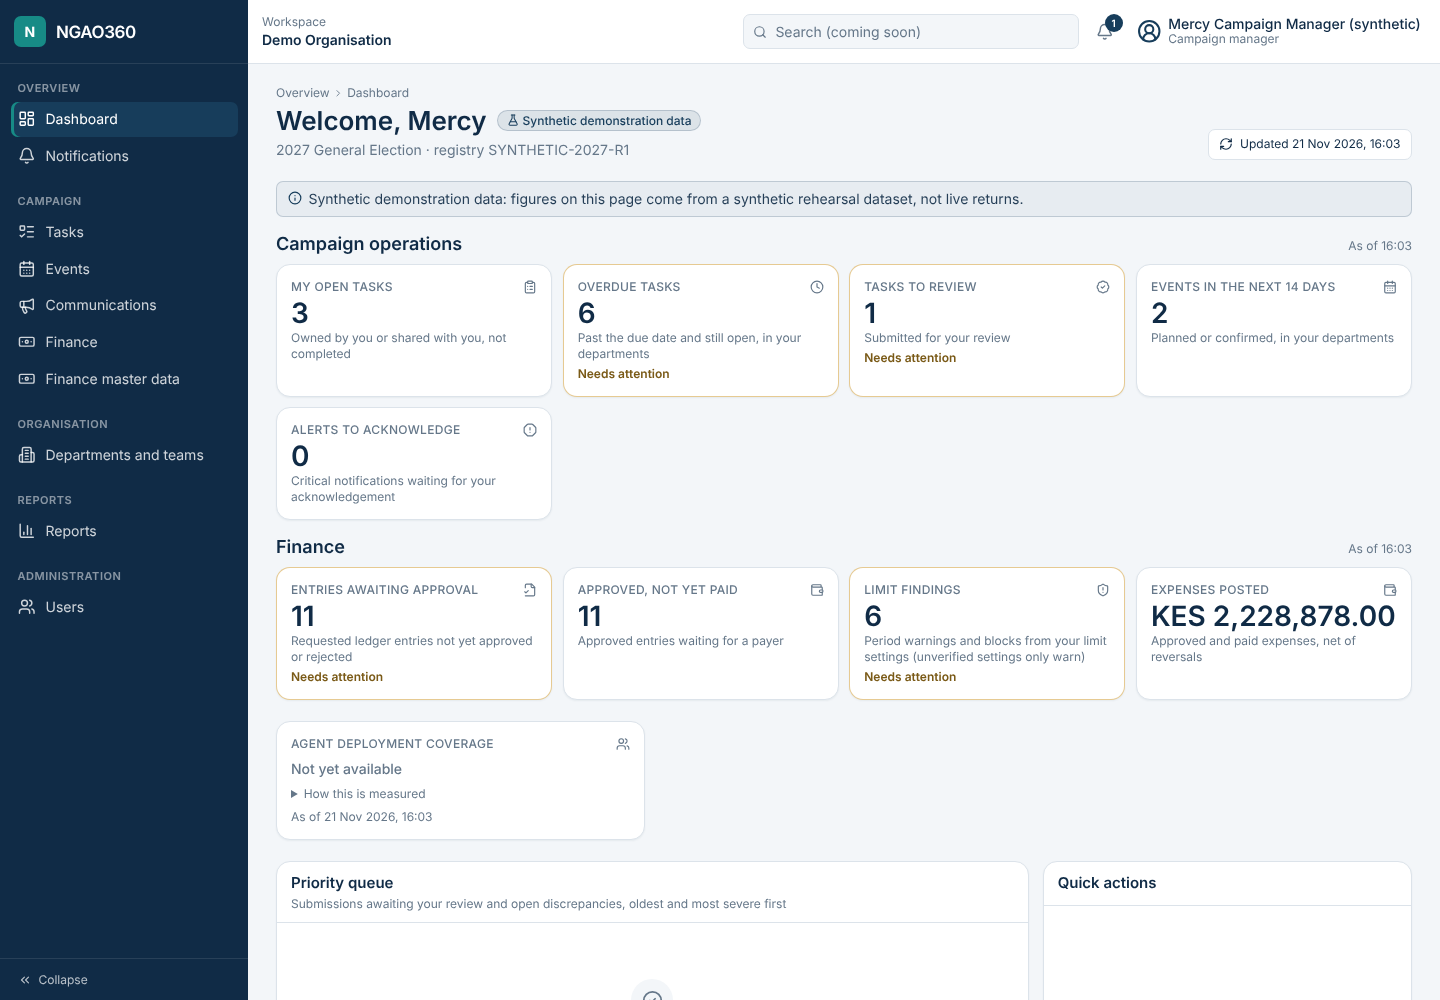 N NGAO360
OVERVIEW
Dashboard
Notifications
CAMPAIGN
Tasks
Events
Communications
Finance
Finance master data
ORGANISATION
Departments and teams
REPORTS
Reports
ADMINISTRATION
Users
Collapse
Workspace
Demo Organisation
Search (coming soon)
1
Mercy Campaign Manager (synthetic)
Campaign manager
Overview > Dashboard
Welcome, Mercy
Synthetic demonstration data
2027 General Election · registry SYNTHETIC-2027-R1
Updated 21 Nov 2026, 16:03
Synthetic demonstration data: figures on this page come from a synthetic rehearsal dataset, not live returns.
Campaign operations
As of 16:03
MY OPEN TASKS
3
Owned by you or shared with you, not
completed
OVERDUE TASKS
6
Past the due date and still open, in your
departments
Needs attention
TASKS TO REVIEW
1
Submitted for your review
Needs attention
EVENTS IN THE NEXT 14 DAYS
2
Planned or confirmed, in your departments
ALERTS TO ACKNOWLEDGE
0
Critical notifications waiting for your
acknowledgement
Finance
As of 16:03
ENTRIES AWAITING APPROVAL
11
Requested ledger entries not yet approved
or rejected
Needs attention
APPROVED, NOT YET PAID
11
Approved entries waiting for a payer
LIMIT FINDINGS
6
Period warnings and blocks from your limit
settings (unverified settings only warn)
Needs attention
EXPENSES POSTED
KES 2,228,878.00
Approved and paid expenses, net of
reversals
AGENT DEPLOYMENT COVERAGE
Not yet available
How this is measured
As of 21 Nov 2026, 16:03
Priority queue
Submissions awaiting your review and open discrepancies, oldest and most severe first
Quick actions